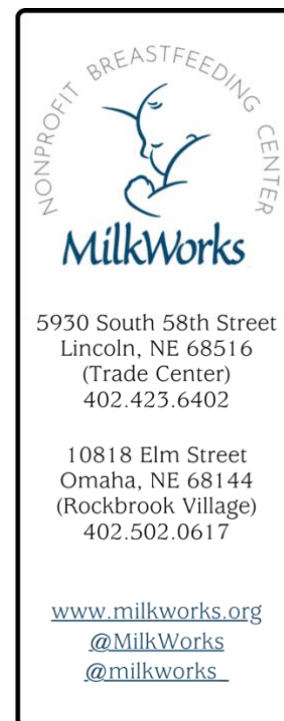 NONPROFIT BREASTFEEDING CENTER
MilkWorks
5930 South 58th Street
Lincoln, NE 68516
(Trade Center)
402.423.6402
10818 Elm Street
Omaha, NE 68144
(Rockbrook Village)
402.502.0617
www.milkworks.org
@MilkWorks
@milkworks_